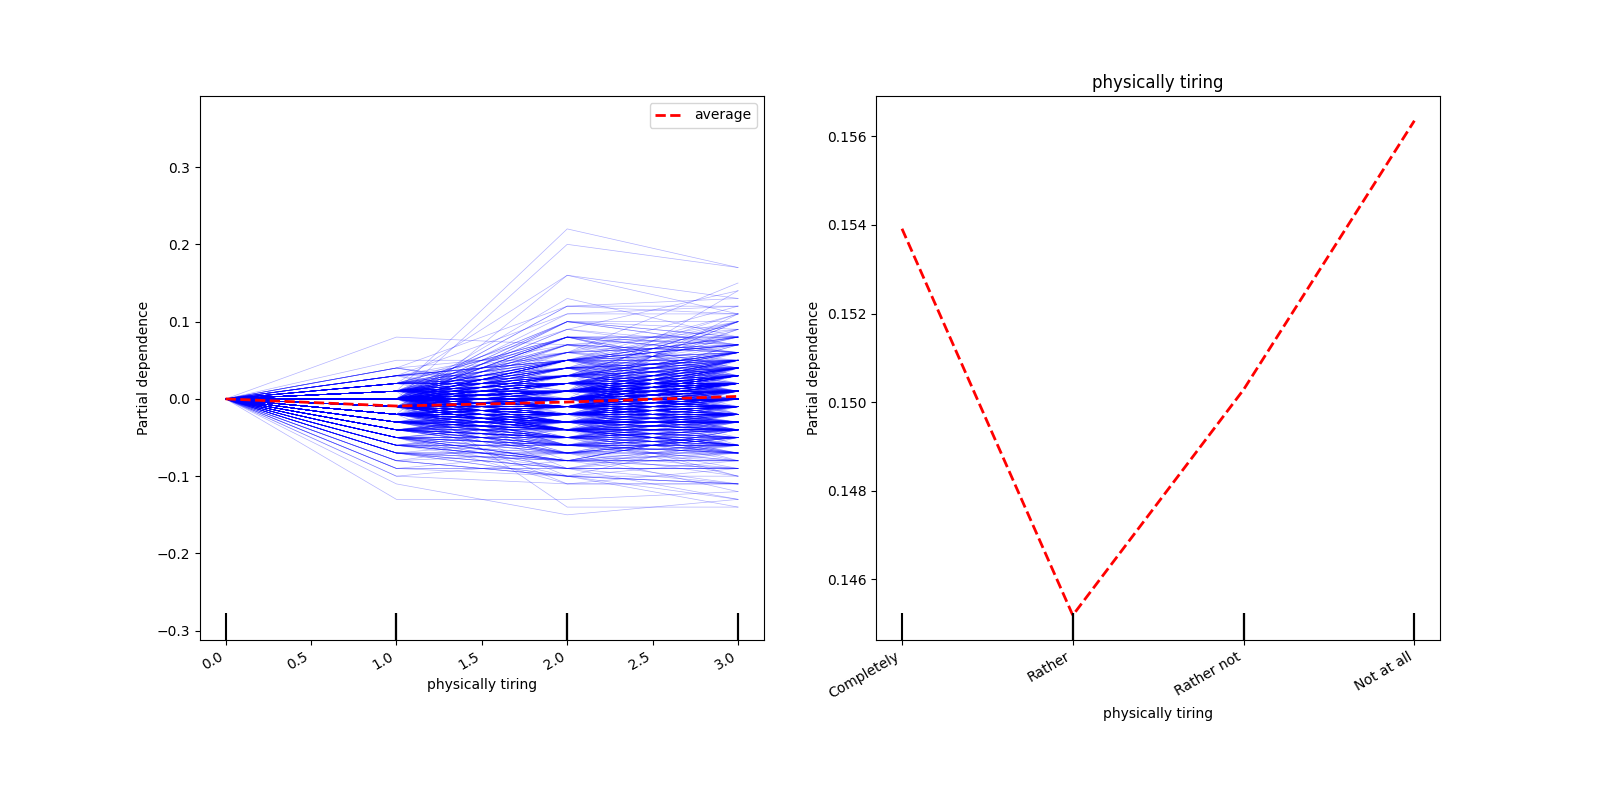 average
0.3
0.2
0.1
0.0
−0.1
−0.2
−0.3
Partial dependence
0.0
0.5
1.0
1.5
2.0
2.5
3.0
physically tiring
physically tiring
0.156
0.154
0.152
0.150
0.148
0.146
Partial dependence
Completely
Rather
Rather not
Not at all
physically tiring